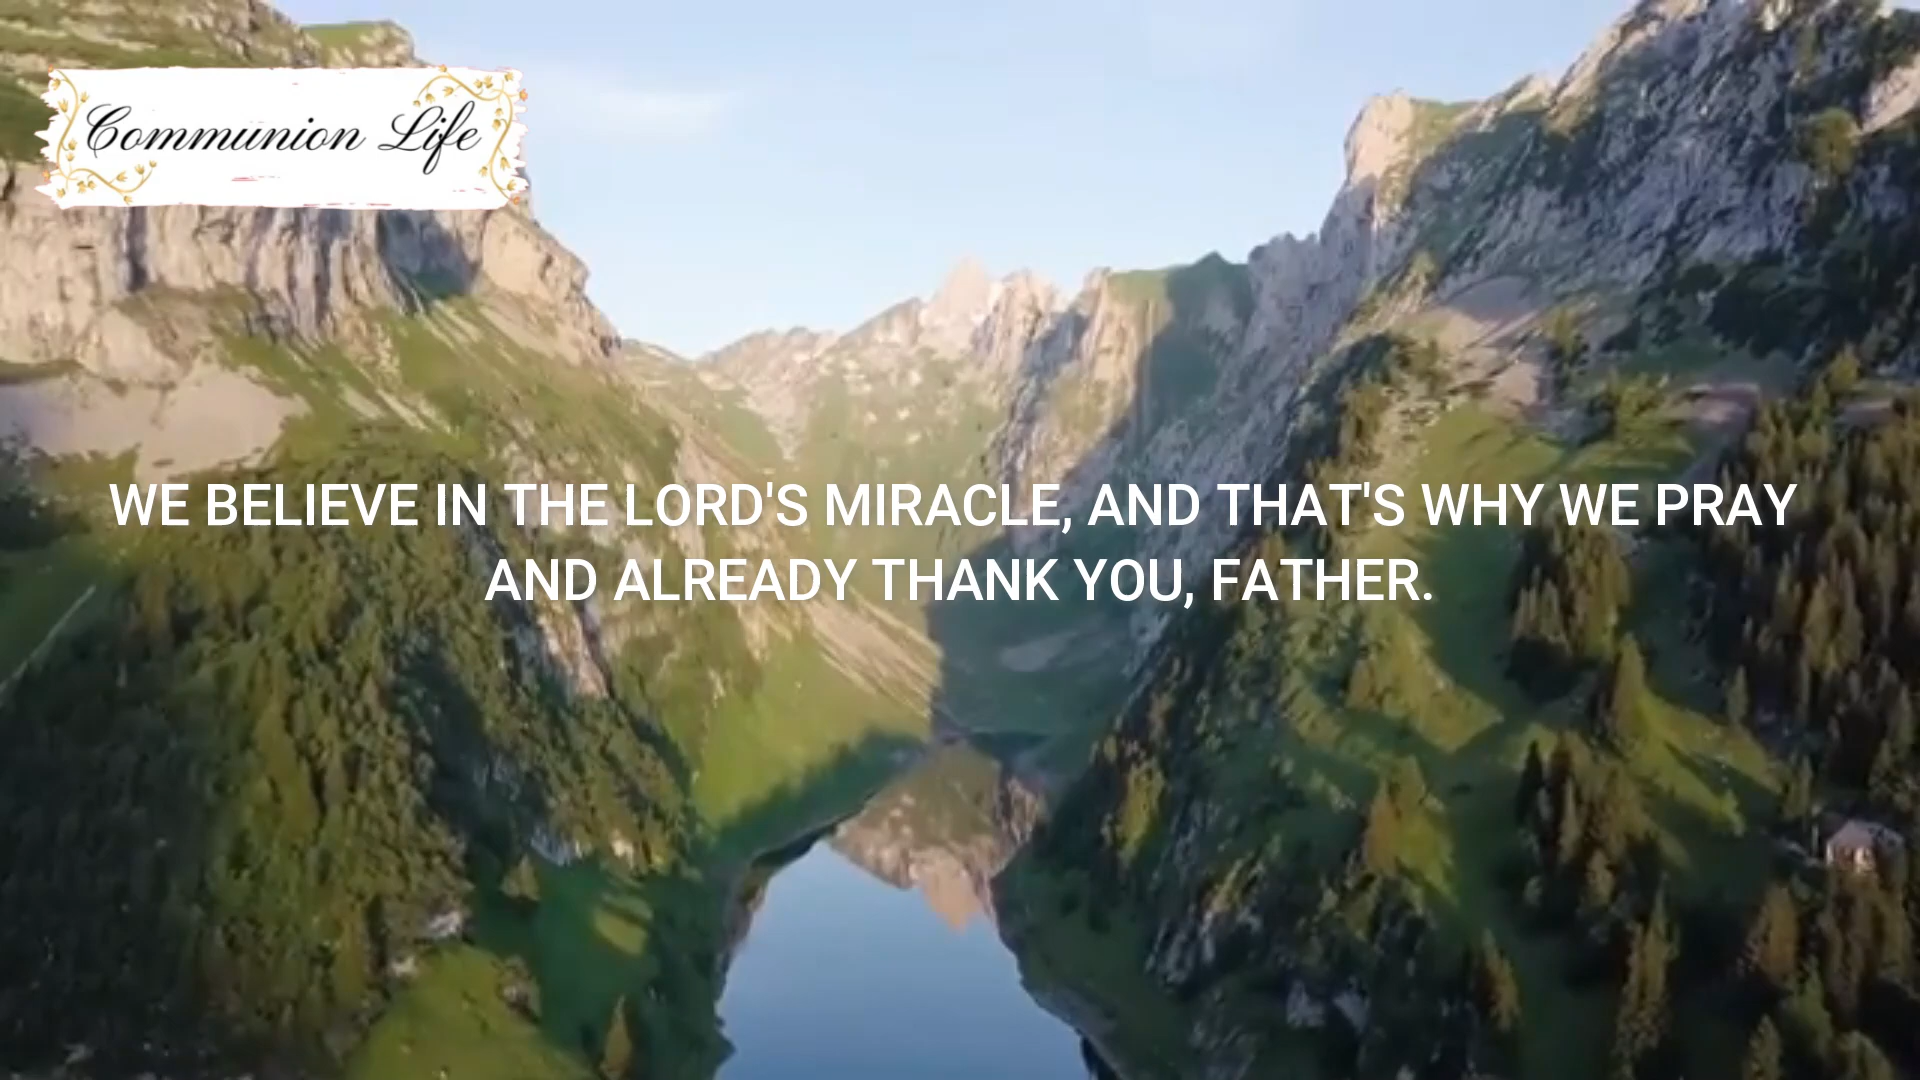 Communion Life
WE BELIEVE IN THE LORD'S MIRACLE, AND THAT'S WHY WE PRAY
AND ALREADY THANK YOU, FATHER.